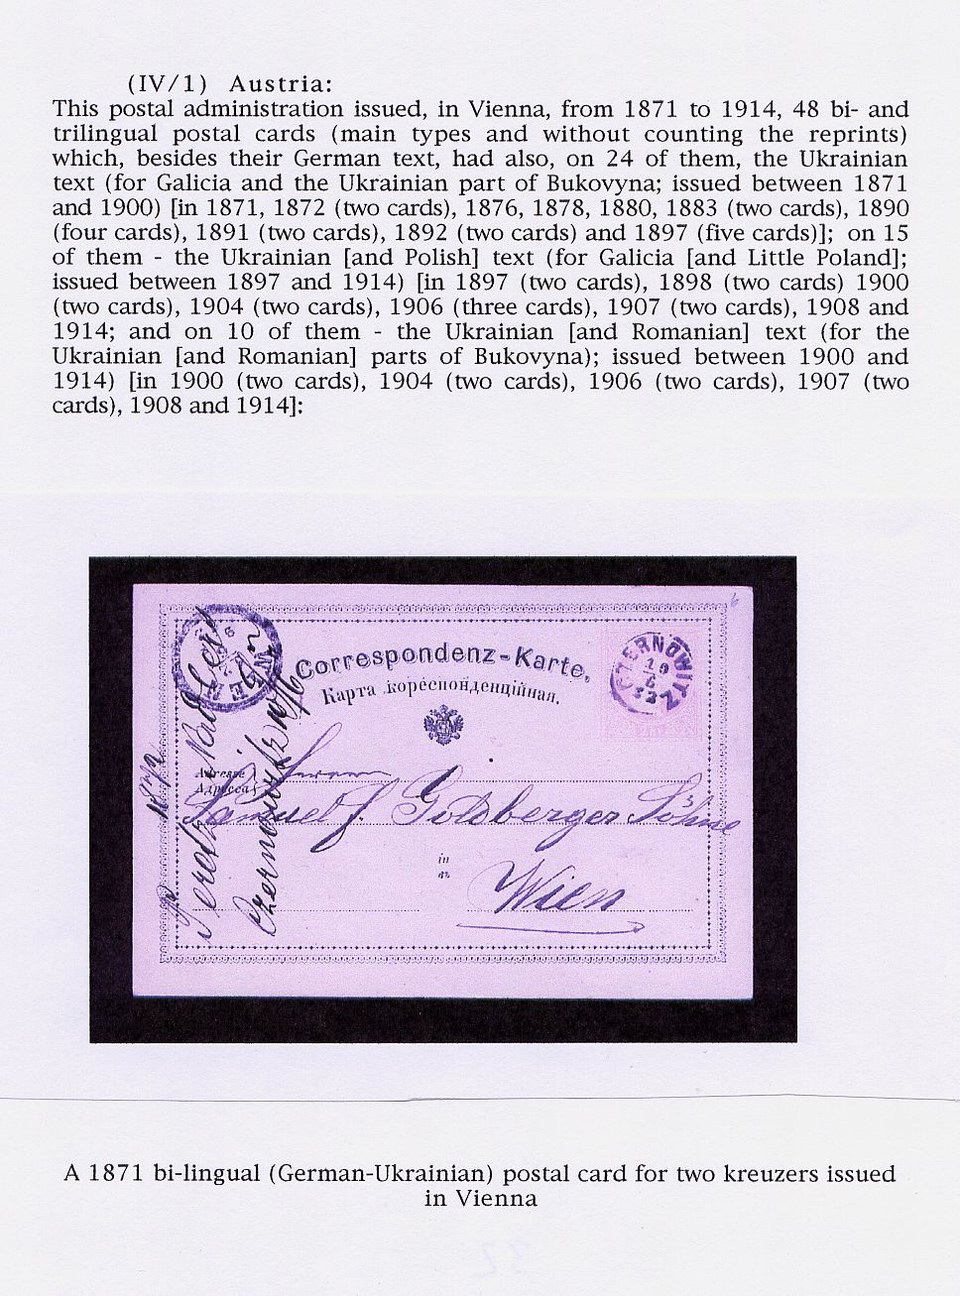 (IV/1) Austria:
This postal administration issued, in Vienna, from 1871 to 1914, 48 bi- and
trilingual postal cards (main types and without counting the reprints)
which, besides their German text, had also, on 24 of them, the Ukrainian
text (for Galicia and the Ukrainian part of Bukovyna; issued between 1871
and 1900) [in 1871, 1872 (two cards), 1876, 1878, 1880, 1883 (two cards), 1890
(four cards), 1891 (two cards), 1892 (two cards) and 1897 (five cards)]; on 15
of them - the Ukrainian [and Polish] text (for Galicia [and Little Poland];
issued between 1897 and 1914) [in 1897 (two cards), 1898 (two cards) 1900
(two cards), 1904 (two cards), 1906 (three cards), 1907 (two cards), 1908 and
1914; and on 10 of them - the Ukrainian [and Romanian] text (for the
Ukrainian [and Romanian] parts of Bukovyna); issued between 1900 and
1914) [in 1900 (two cards), 1904 (two cards), 1906 (two cards), 1907 (two
cards), 1908 and 1914]:
Correspondenz-Karte.
Карта кореспонденційная.
CZERNOWITZ
Adresse
Адресса
Herrn
Samuel F. Goldberger Söhne
in
въ
Wien
1872
A 1871 bi-lingual (German-Ukrainian) postal card for two kreuzers issued
in Vienna